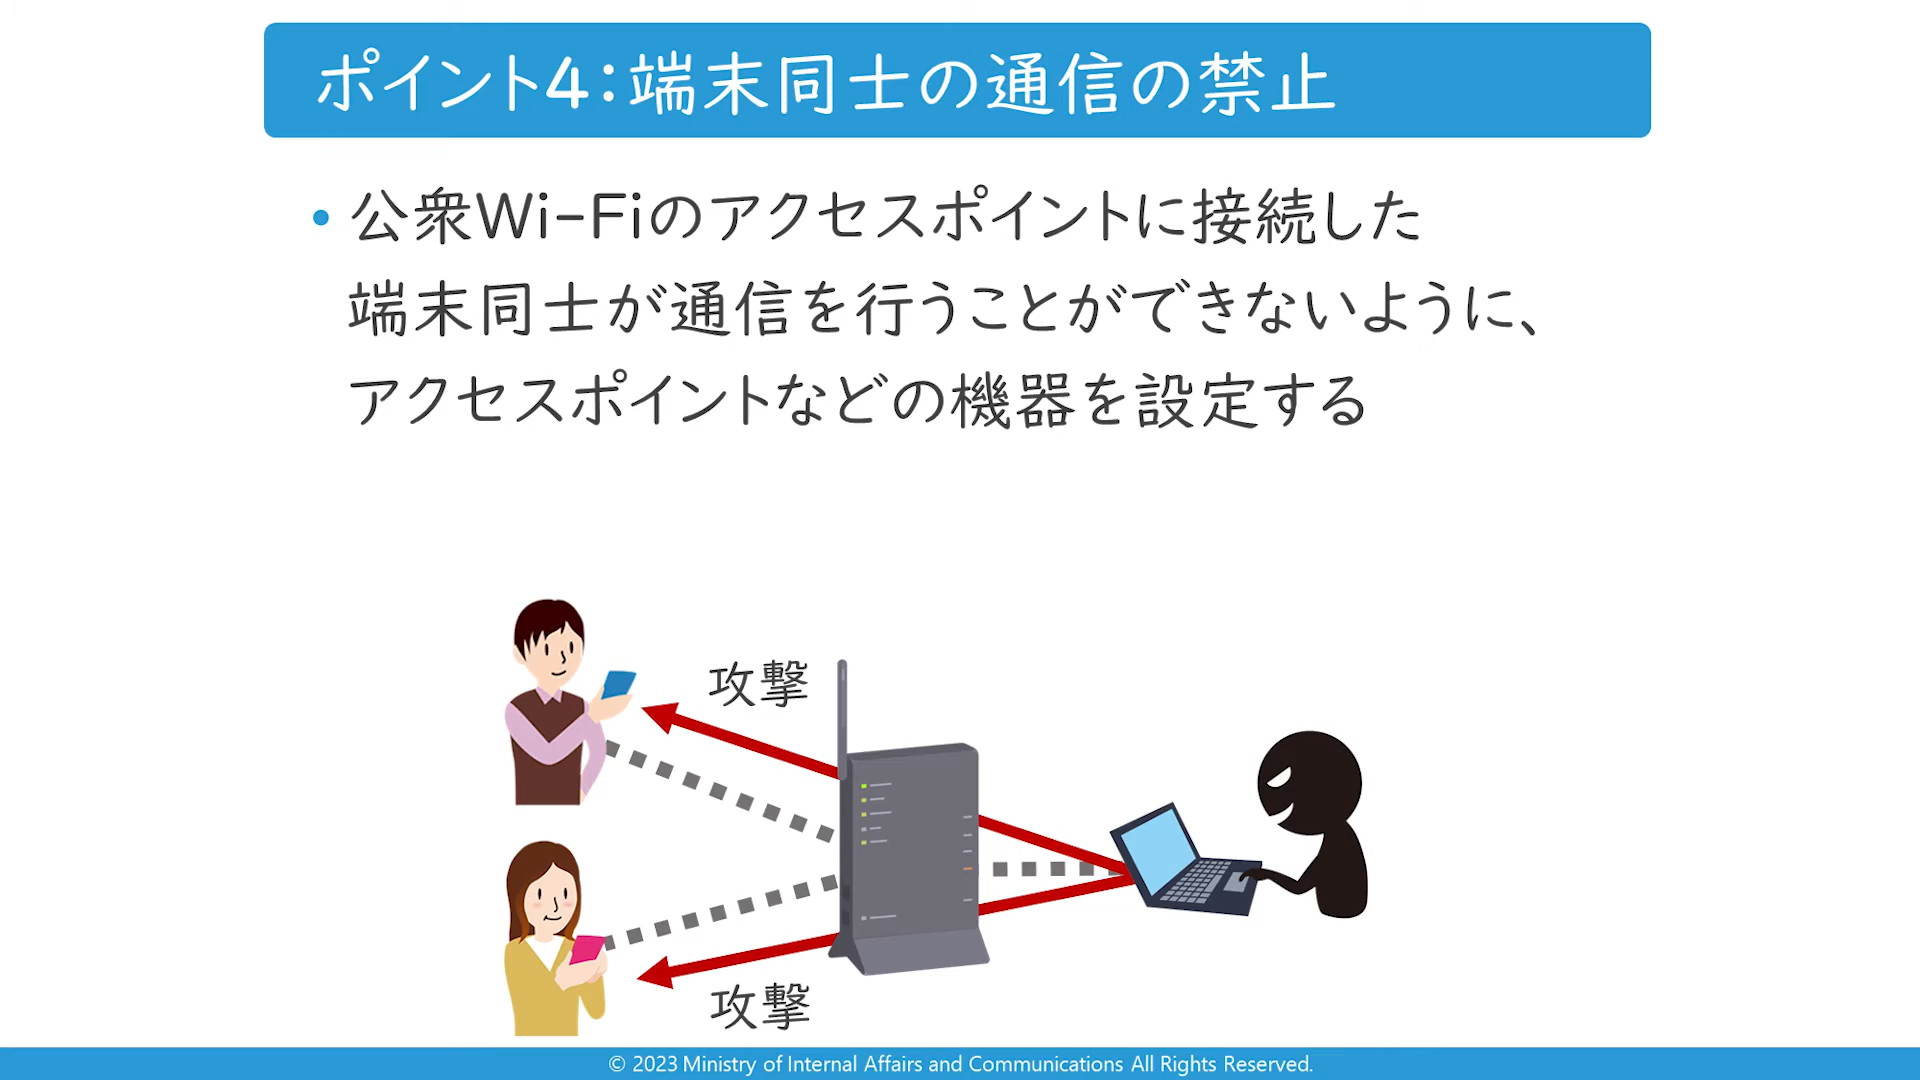 ポイント4：端末同士の通信の禁止
• 公衆Wi-Fiのアクセスポイントに接続した
端末同士が通信を行うことができないように、
アクセスポイントなどの機器を設定する
攻撃
攻撃
© 2023 Ministry of Internal Affairs and Communications All Rights Reserved.